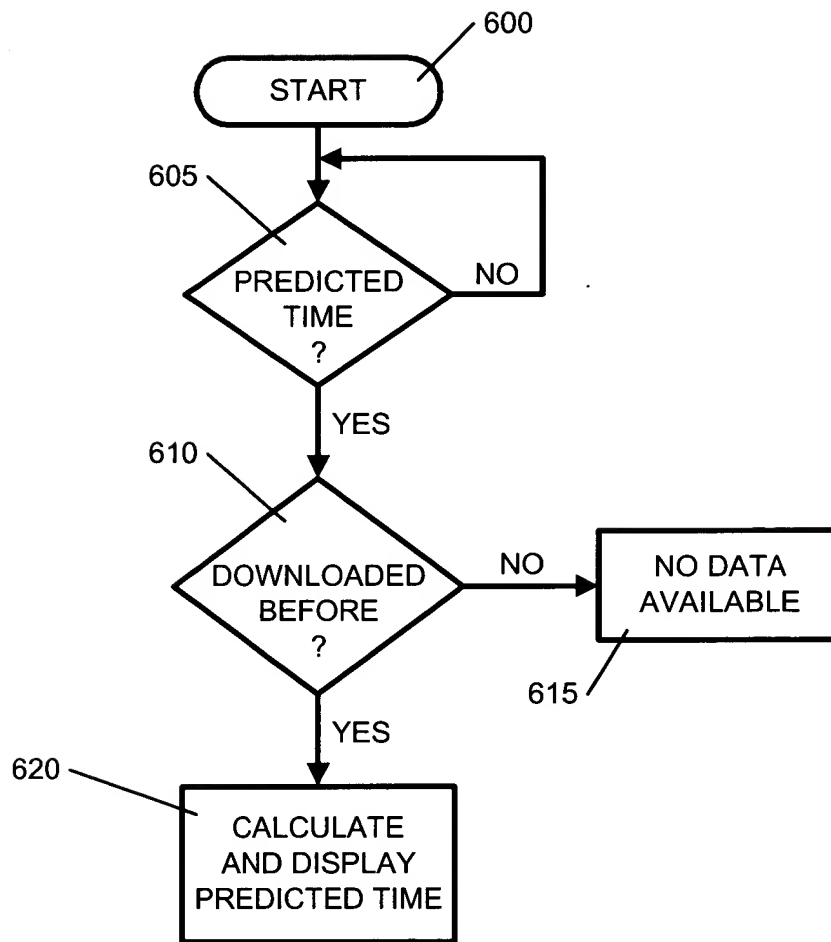 600
START
605
PREDICTED
TIME
?
NO
YES
610
DOWNLOADED
BEFORE
?
NO
NO DATA
AVAILABLE
615
YES
620
CALCULATE
AND DISPLAY
PREDICTED TIME